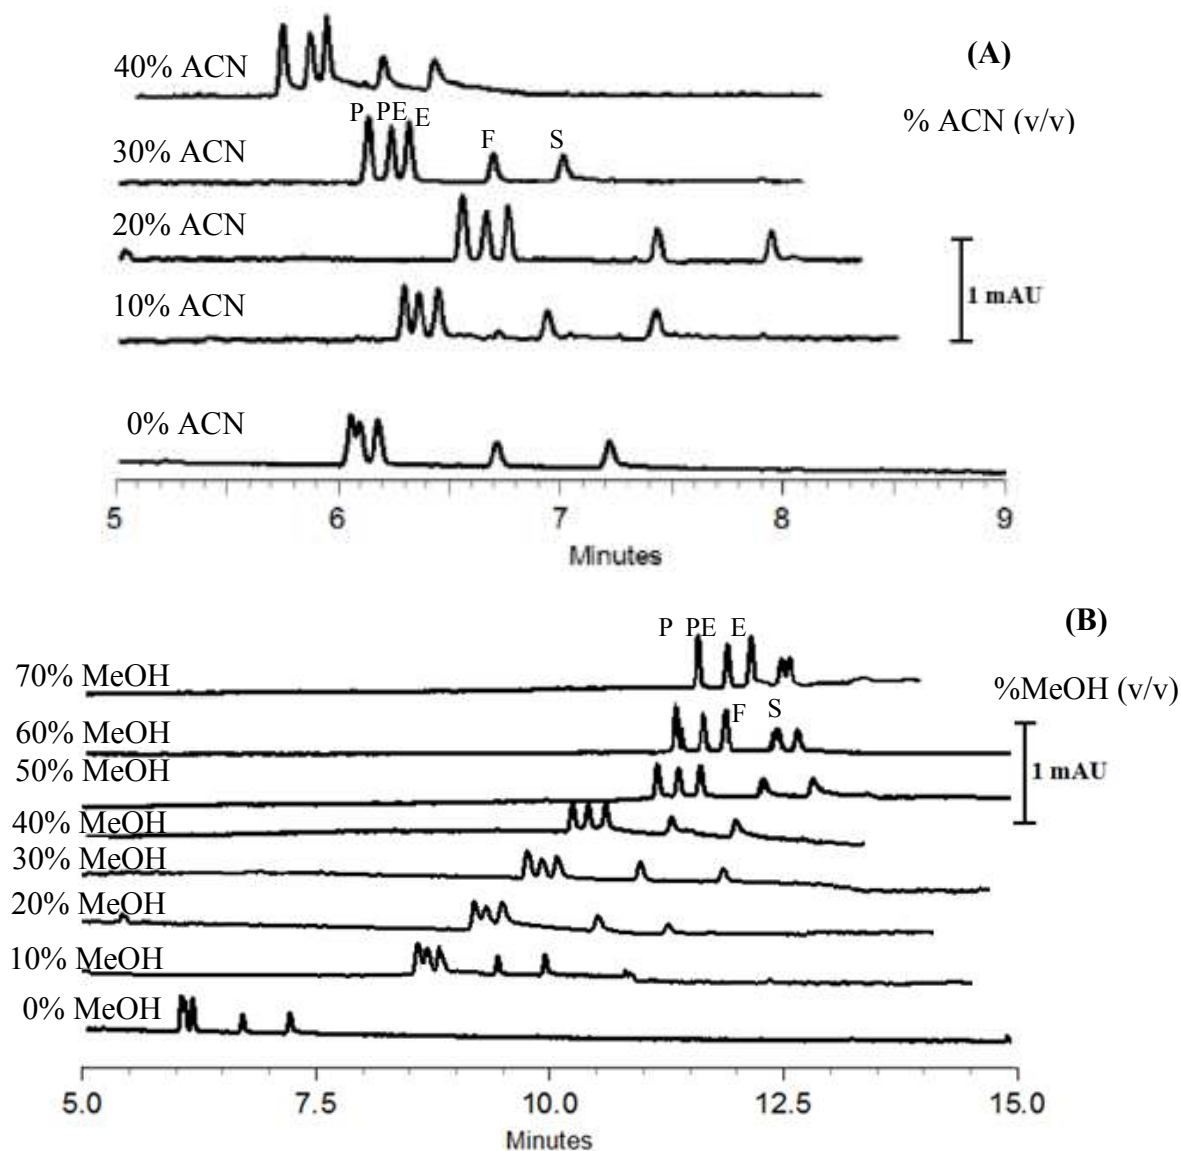 (A)
40% ACN
% ACN (v/v)
P PE E
F S
30% ACN
20% ACN
1 mAU
10% ACN
0% ACN
5 6 7 8 9
Minutes
(B)
P PE E
70% MeOH
%MeOH (v/v)
F S
60% MeOH
1 mAU
50% MeOH
40% MeOH
30% MeOH
20% MeOH
10% MeOH
0% MeOH
5.0 7.5 10.0 12.5 15.0
Minutes